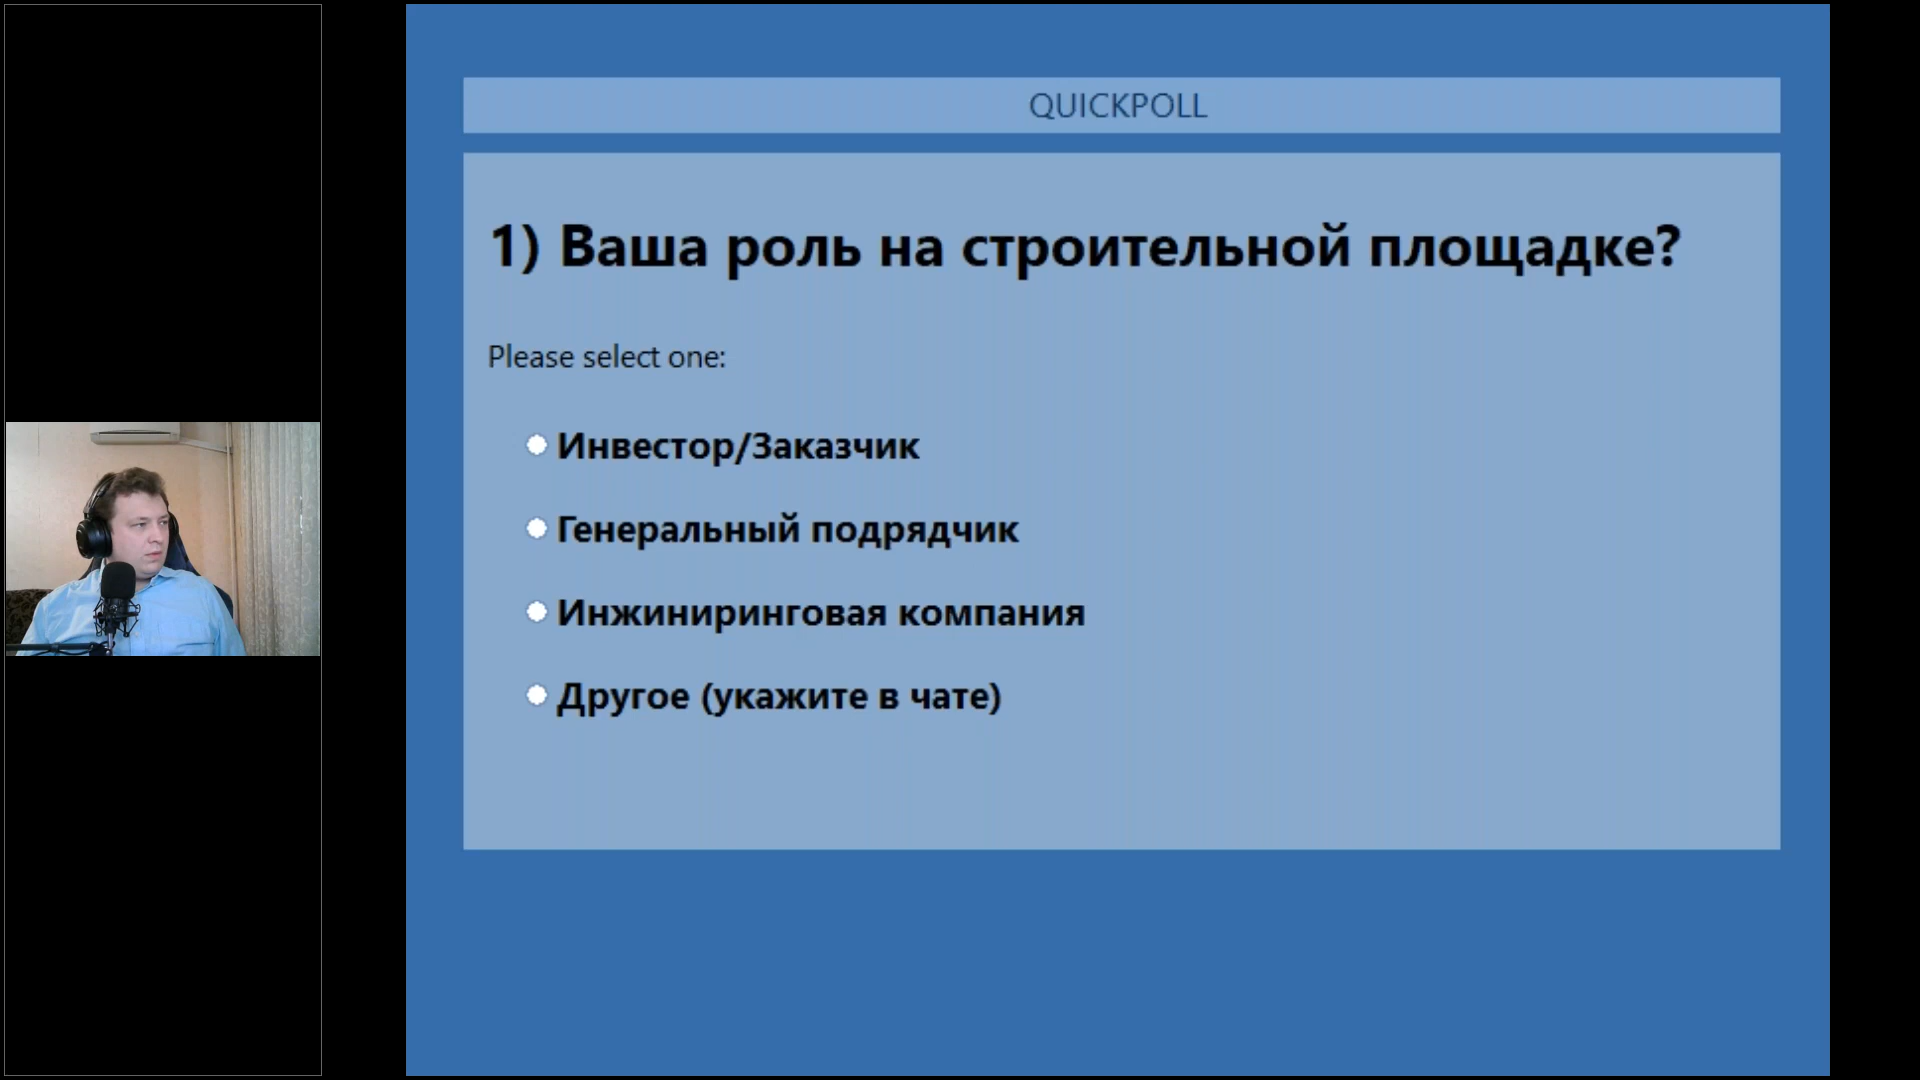 QUICKPOLL
1) Ваша роль на строительной площадке?
Please select one:
Инвестор/Заказчик
Генеральный подрядчик
Инжиниринговая компания
Другое (укажите в чате)